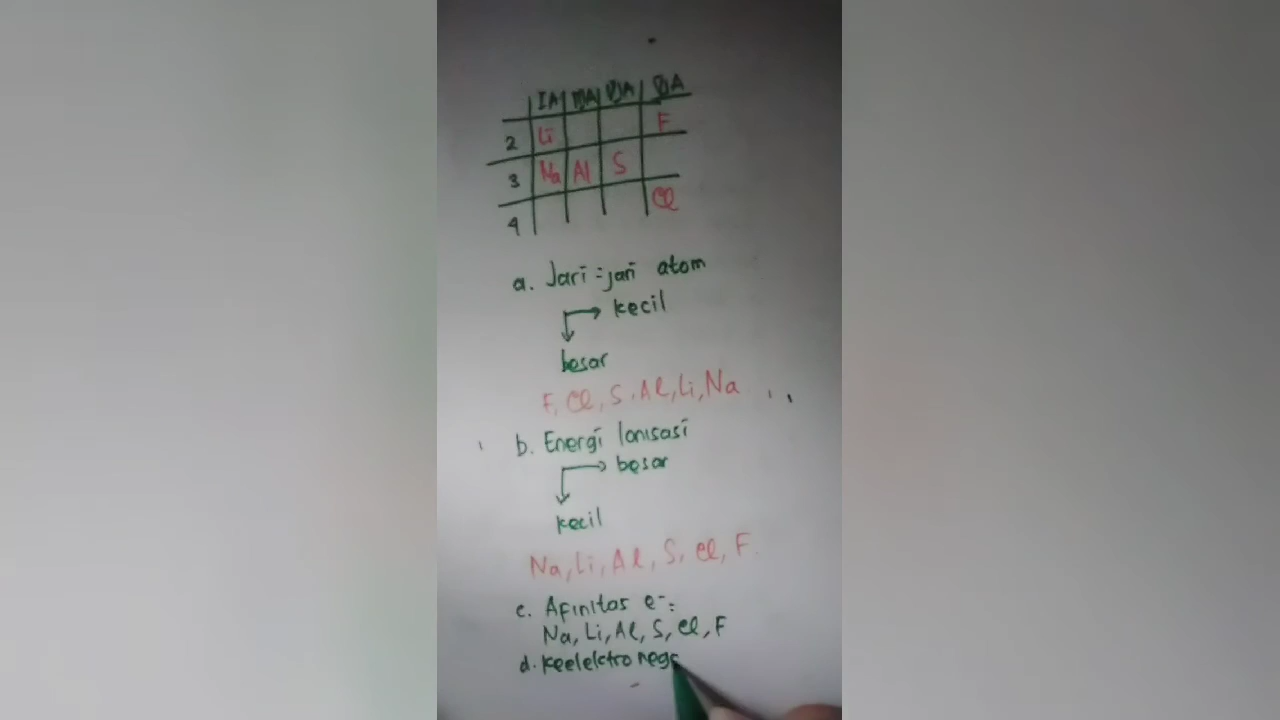 IA IIIA VIA VIIA
2 Li F
3 Na Al S
4 Cl
a. Jari-jari atom
kecil
besar
F, Cl, S, Al, Li, Na
b. Energi Ionisasi
besar
kecil
Na, Li, Al, S, Cl, F.
c. Afinitas e-:
Na, Li, Al, S, Cl, F
d. Keelektronega